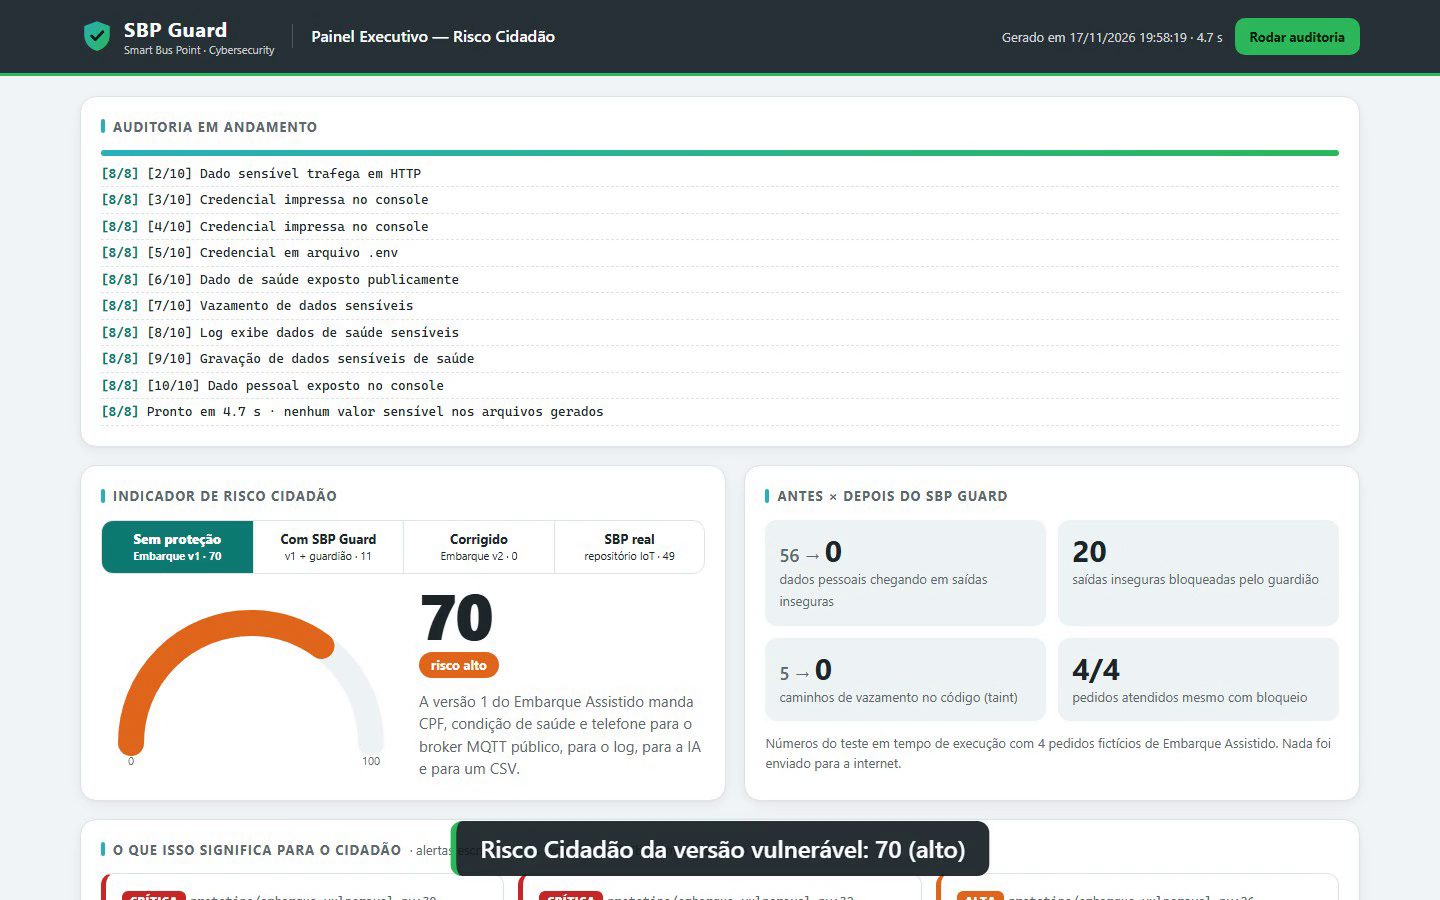 SBP Guard
Smart Bus Point · Cybersecurity
Painel Executivo — Risco Cidadão
Gerado em 17/11/2026 19:58:19 · 4.7 s
Rodar auditoria
AUDITORIA EM ANDAMENTO
[8/8] [2/10] Dado sensível trafega em HTTP
[8/8] [3/10] Credencial impressa no console
[8/8] [4/10] Credencial impressa no console
[8/8] [5/10] Credencial em arquivo .env
[8/8] [6/10] Dado de saúde exposto publicamente
[8/8] [7/10] Vazamento de dados sensíveis
[8/8] [8/10] Log exibe dados de saúde sensíveis
[8/8] [9/10] Gravação de dados sensíveis de saúde
[8/8] [10/10] Dado pessoal exposto no console
[8/8] Pronto em 4.7 s · nenhum valor sensível nos arquivos gerados
INDICADOR DE RISCO CIDADÃO
Sem proteção
Embarque v1 · 70
Com SBP Guard
v1 + guardião · 11
Corrigido
Embarque v2 · 0
SBP real
repositório IoT · 49
0
100
70
risco alto
A versão 1 do Embarque Assistido manda
CPF, condição de saúde e telefone para o
broker MQTT público, para o log, para a IA
e para um CSV.
ANTES × DEPOIS DO SBP GUARD
56 → 0
dados pessoais chegando em saídas
inseguras
20
saídas inseguras bloqueadas pelo guardião
5 → 0
caminhos de vazamento no código (taint)
4/4
pedidos atendidos mesmo com bloqueio
Números do teste em tempo de execução com 4 pedidos fictícios de Embarque Assistido. Nada foi
enviado para a internet.
O QUE ISSO SIGNIFICA PARA O CIDADÃO · alertas
Risco Cidadão da versão vulnerável: 70 (alto)
CRÍTICA
CRÍTICA
ALTA